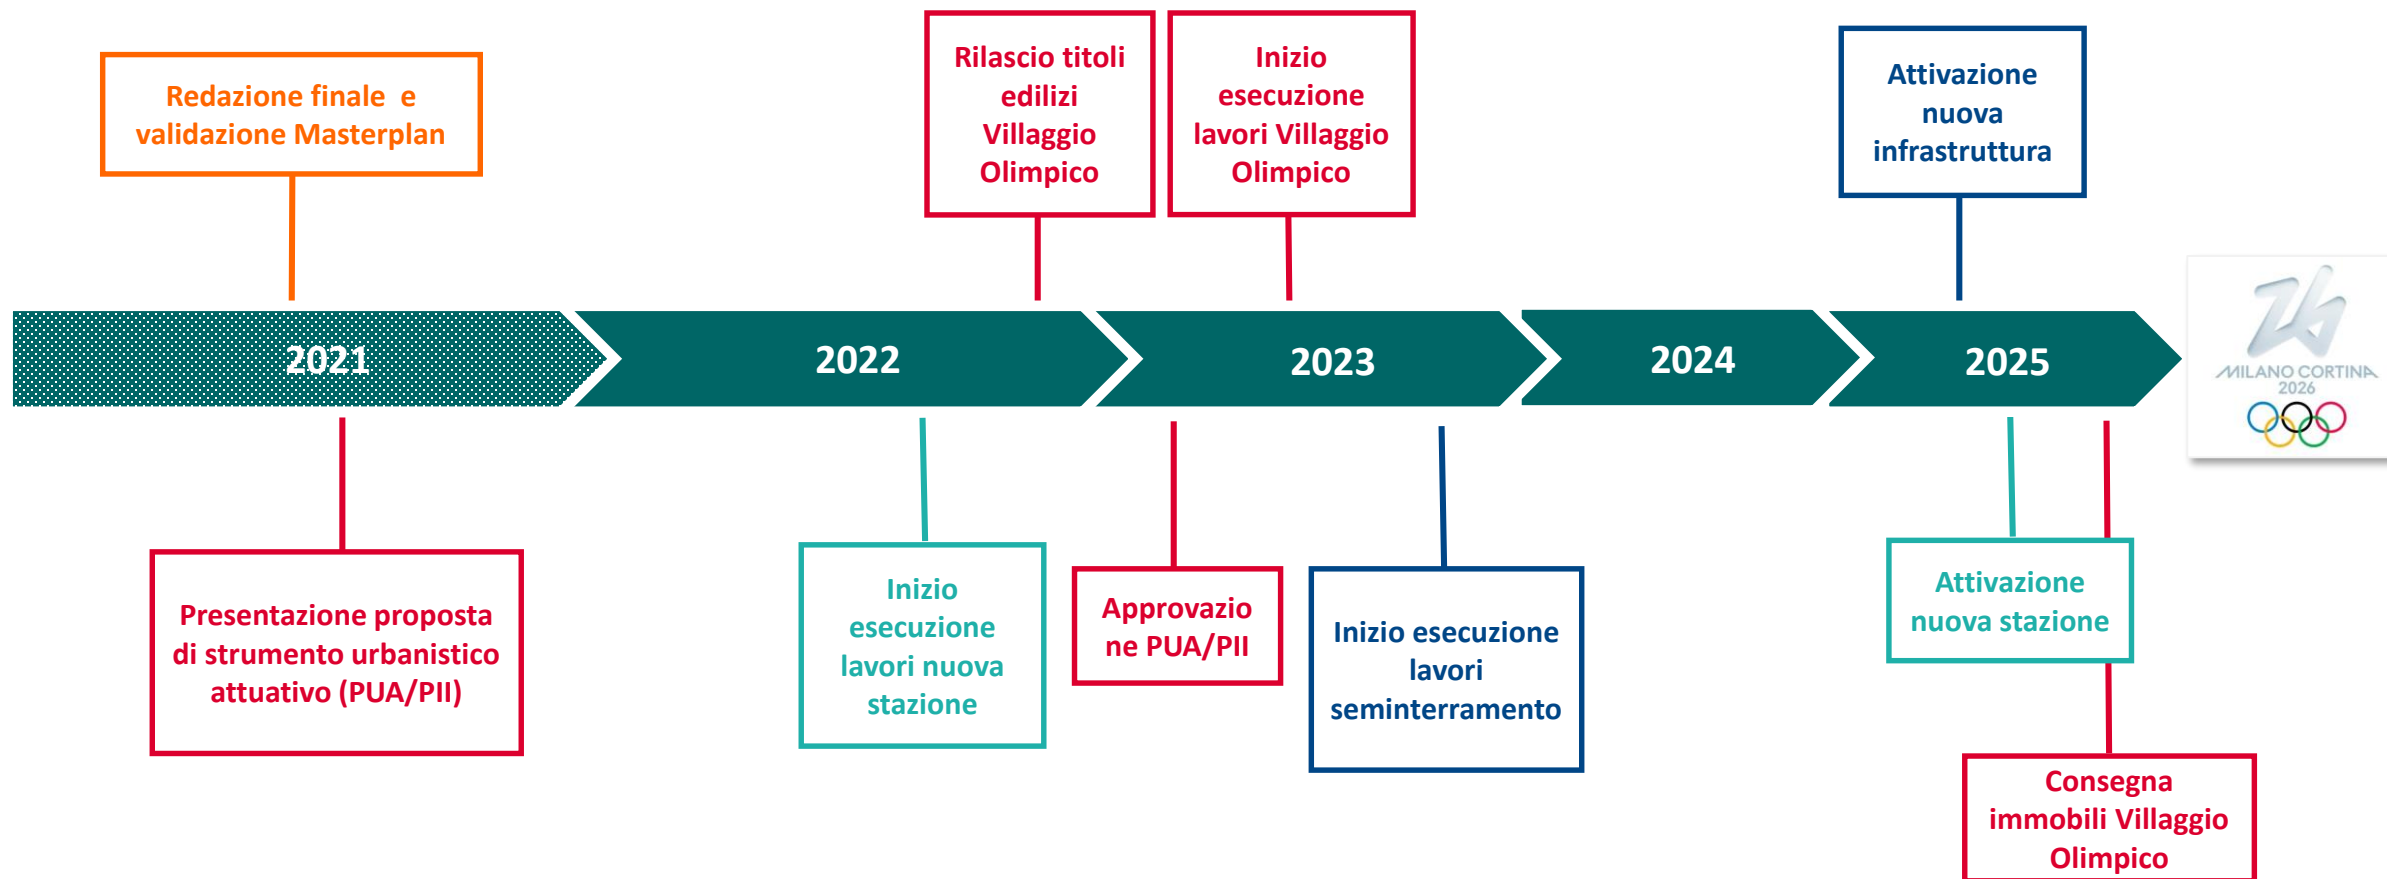 Redazione finale e
validazione Masterplan
Rilascio titoli
edilizi
Villaggio
Olimpico
Inizio
esecuzione
lavori Villaggio
Olimpico
Attivazione
nuova
infrastruttura
2021
2022
2023
2024
2025
MILANO CORTINA
2026
Presentazione proposta
di strumento urbanistico
attuativo (PUA/PII)
Inizio
esecuzione
lavori nuova
stazione
Approvazio
ne PUA/PII
Inizio esecuzione
lavori
seminterramento
Attivazione
nuova stazione
Consegna
immobili Villaggio
Olimpico